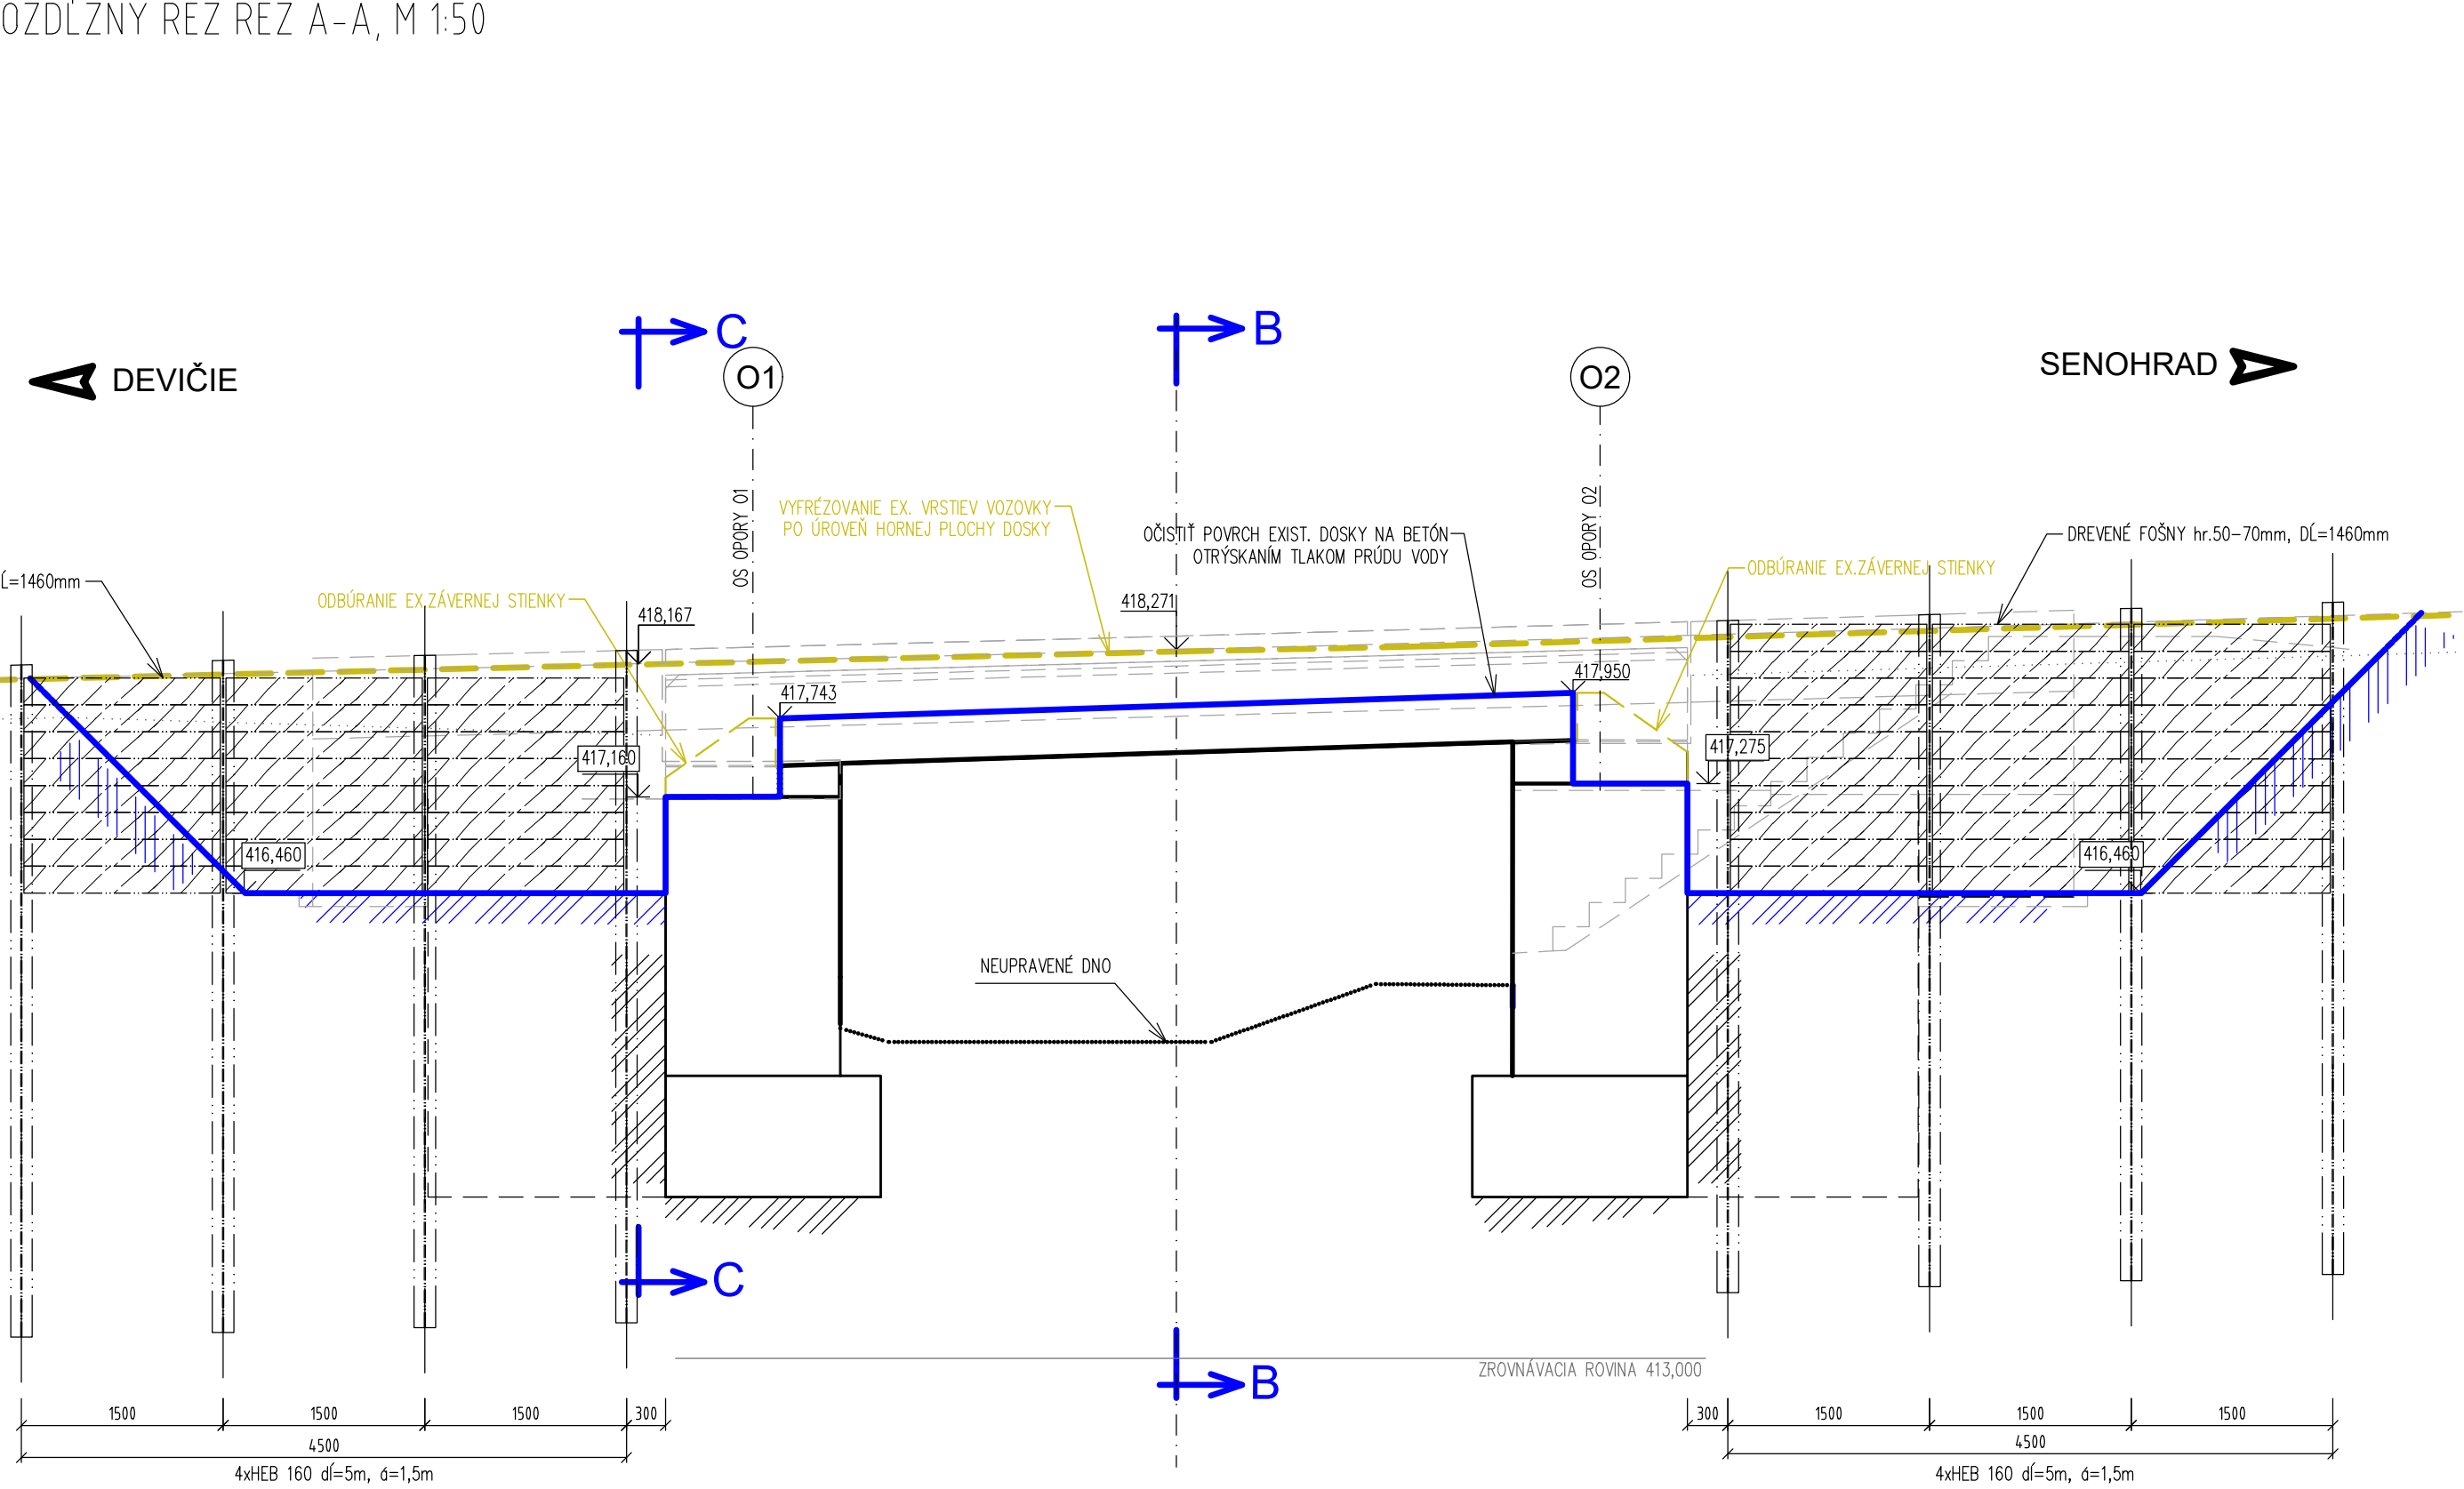 OZDĹŽNY REZ REZ A-A, M 1:50
C
B
O1
O2
DEVIČIE
SENOHRAD
OS OPORY O1
OS OPORY O2
VYFRÉZOVANIE EX. VRSTIEV VOZOVKY
PO ÚROVEŇ HORNEJ PLOCHY DOSKY
OČISTIŤ POVRCH EXIST. DOSKY NA BETÓN
OTRÝSKANÍM TLAKOM PRÚDU VODY
DREVENÉ FOŠNY hr.50-70mm, DĹ=1460mm
ODBÚRANIE EX.ZÁVERNEJ STIENKY
Ĺ=1460mm
ODBÚRANIE EX.ZÁVERNEJ STIENKY
418,167
418,271
417,743
417,950
417,160
417,275
416,460
416,460
NEUPRAVENÉ DNO
C
B
ZROVNÁVACIA ROVINA 413,000
1500
1500
1500
300
300
1500
1500
1500
4500
4500
4xHEB 160 dĺ=5m, á=1,5m
4xHEB 160 dĺ=5m, á=1,5m